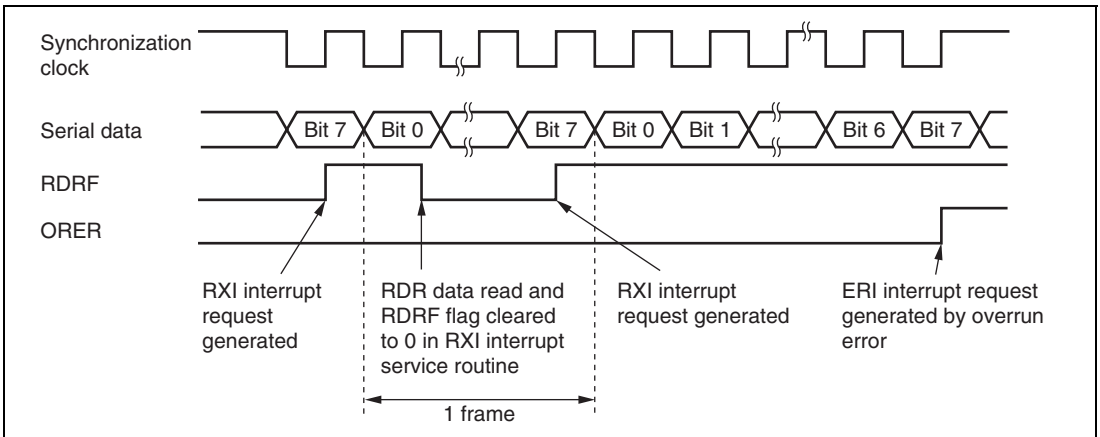 Synchronization
clock
Serial data
Bit 7 Bit 0 Bit 7 Bit 0 Bit 1 Bit 6 Bit 7
RDRF
ORER
RXI interrupt
request
generated
RDR data read and
RDRF flag cleared
to 0 in RXI interrupt
service routine
RXI interrupt
request generated
ERI interrupt request
generated by overrun
error
1 frame